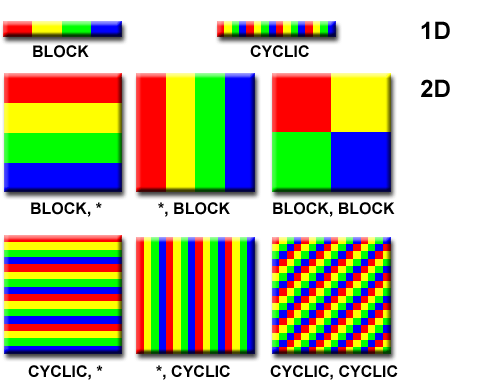 1D
BLOCK
CYCLIC
2D
BLOCK, *
*, BLOCK
BLOCK, BLOCK
CYCLIC, *
*, CYCLIC
CYCLIC, CYCLIC